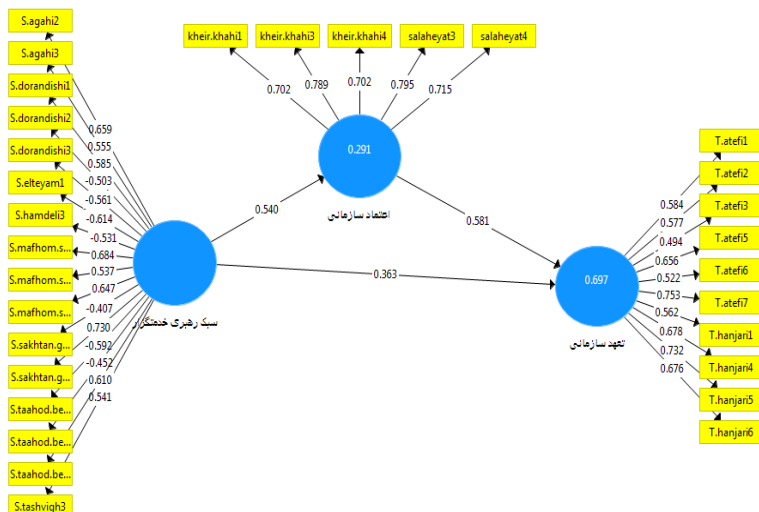 S.agahi2
S.agahi3
S.dorandishi1
S.dorandishi2
S.dorandishi3
S.elteyam1
S.hamdeli3
S.mafhom.s...
S.mafhom.s...
S.mafhom.s...
S.sakhtan.g...
S.sakhtan.g...
S.taahod.be...
S.taahod.be...
S.taahod.be...
S.tashvigh3
0.659
0.555
0.585
-0.503
-0.561
-0.614
-0.531
0.684
0.537
0.647
-0.407
0.730
-0.592
-0.452
0.610
0.541
سبک رهبری خدمتگزار
kheir.khahi1
kheir.khahi3
kheir.khahi4
salaheyat3
salaheyat4
0.702
0.789
0.702
0.795
0.715
0.291
اعتماد سازمانی
0.540
0.581
0.363
0.697
تعهد سازمانی
0.584
0.577
0.494
0.656
0.522
0.753
0.562
0.678
0.732
0.676
T.atefi1
T.atefi2
T.atefi3
T.atefi5
T.atefi6
T.atefi7
T.hanjari1
T.hanjari4
T.hanjari5
T.hanjari6